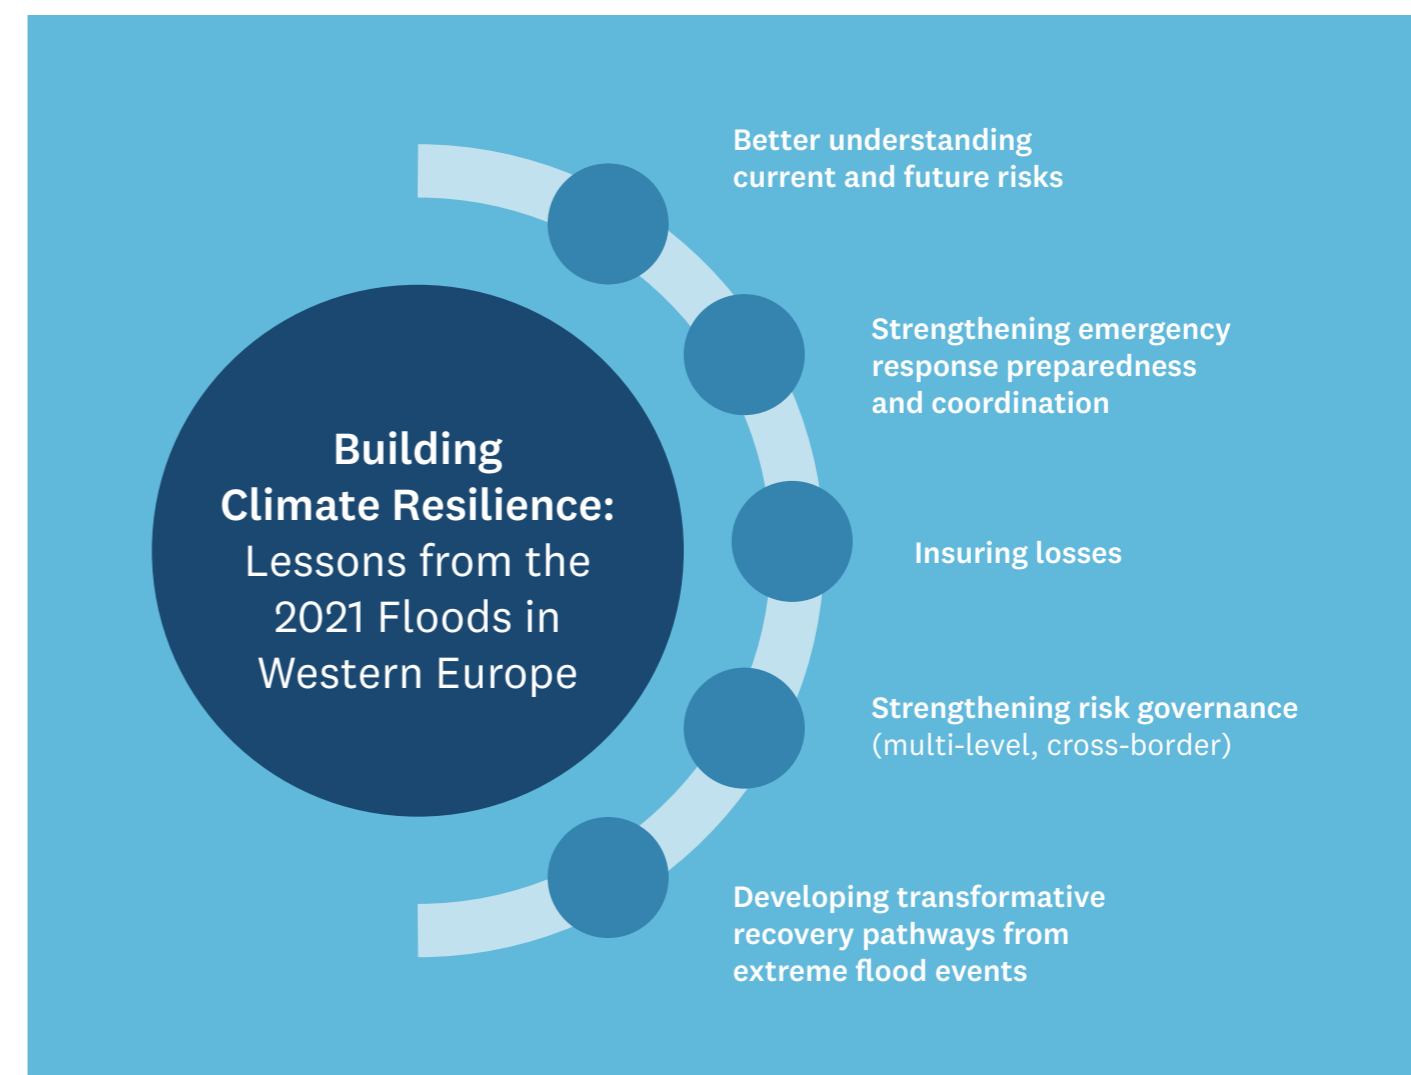 Building
Climate Resilience:
Lessons from the
2021 Floods in
Western Europe
Better understanding
current and future risks
Strengthening emergency
response preparedness
and coordination
Insuring losses
Strengthening risk governance
(multi-level, cross-border)
Developing transformative
recovery pathways from
extreme flood events